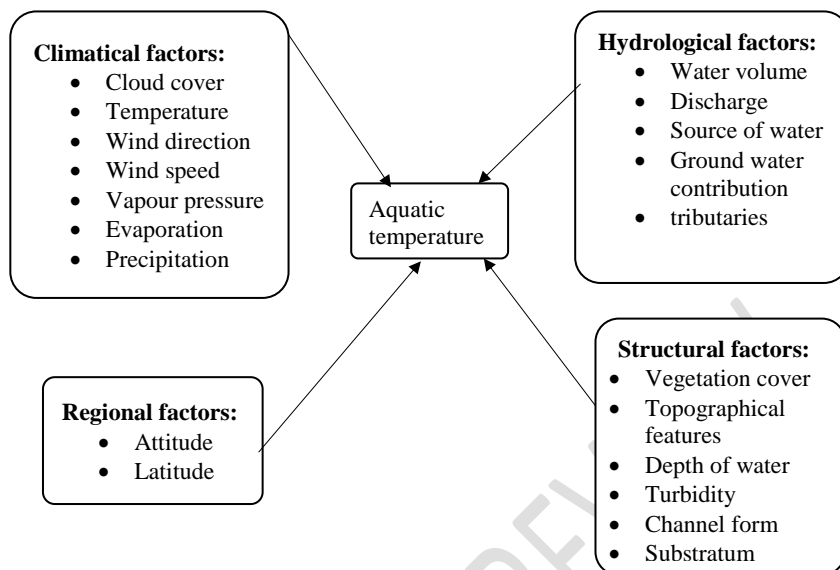 Climatical factors:
• Cloud cover
• Temperature
• Wind direction
• Wind speed
• Vapour pressure
• Evaporation
• Precipitation
Hydrological factors:
• Water volume
• Discharge
• Source of water
• Ground water
contribution
• tributaries
Aquatic
temperature
Regional factors:
• Attitude
• Latitude
Structural factors:
• Vegetation cover
• Topographical
features
• Depth of water
• Turbidity
• Channel form
• Substratum